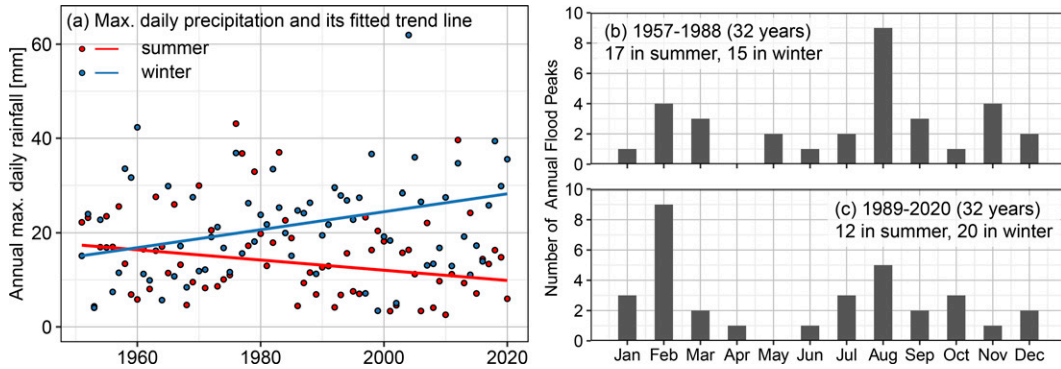 (a) Max. daily precipitation and its fitted trend line
summer
winter
Annual max. daily rainfall [mm]
60
40
20
0
1960
1980
2000
2020
Number of Annual Flood Peaks
(b) 1957-1988 (32 years)
17 in summer, 15 in winter
10
8
6
4
2
0
(c) 1989-2020 (32 years)
12 in summer, 20 in winter
10
8
6
4
2
0
Jan Feb Mar Apr May Jun Jul Aug Sep Oct Nov Dec